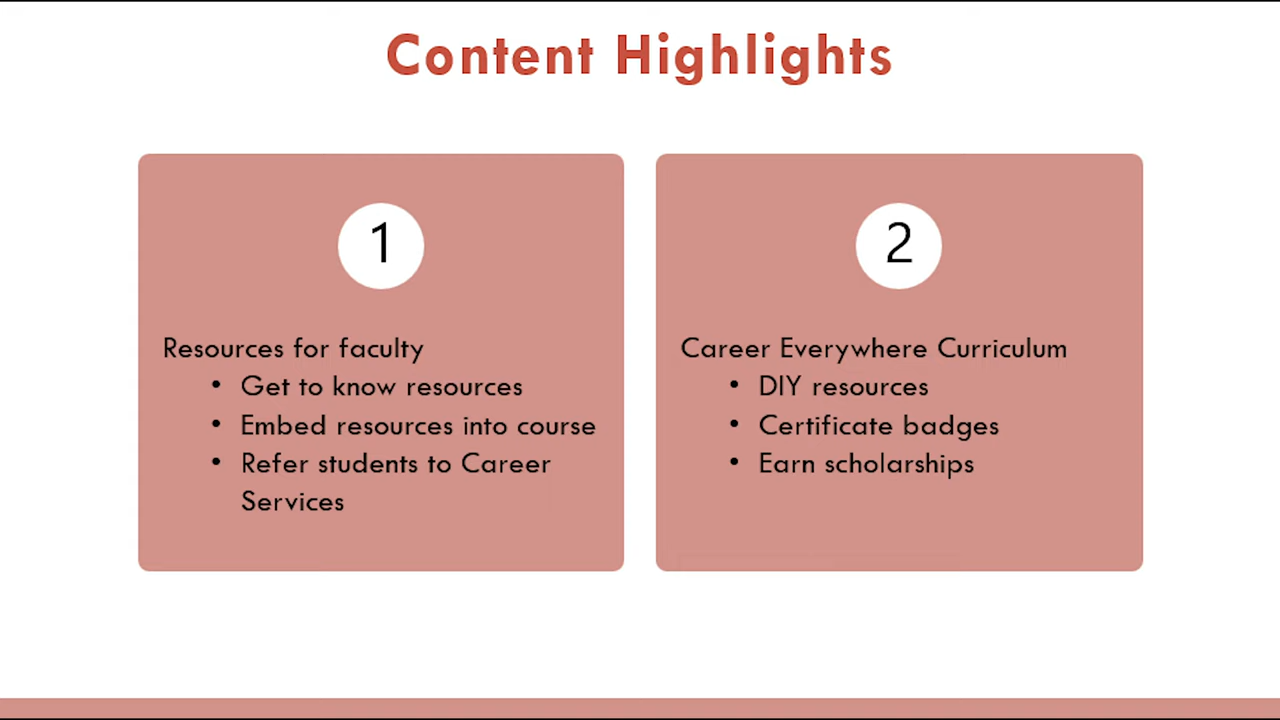 Content Highlights
1
Resources for faculty
• Get to know resources
• Embed resources into course
• Refer students to Career
Services
2
Career Everywhere Curriculum
• DIY resources
• Certificate badges
• Earn scholarships